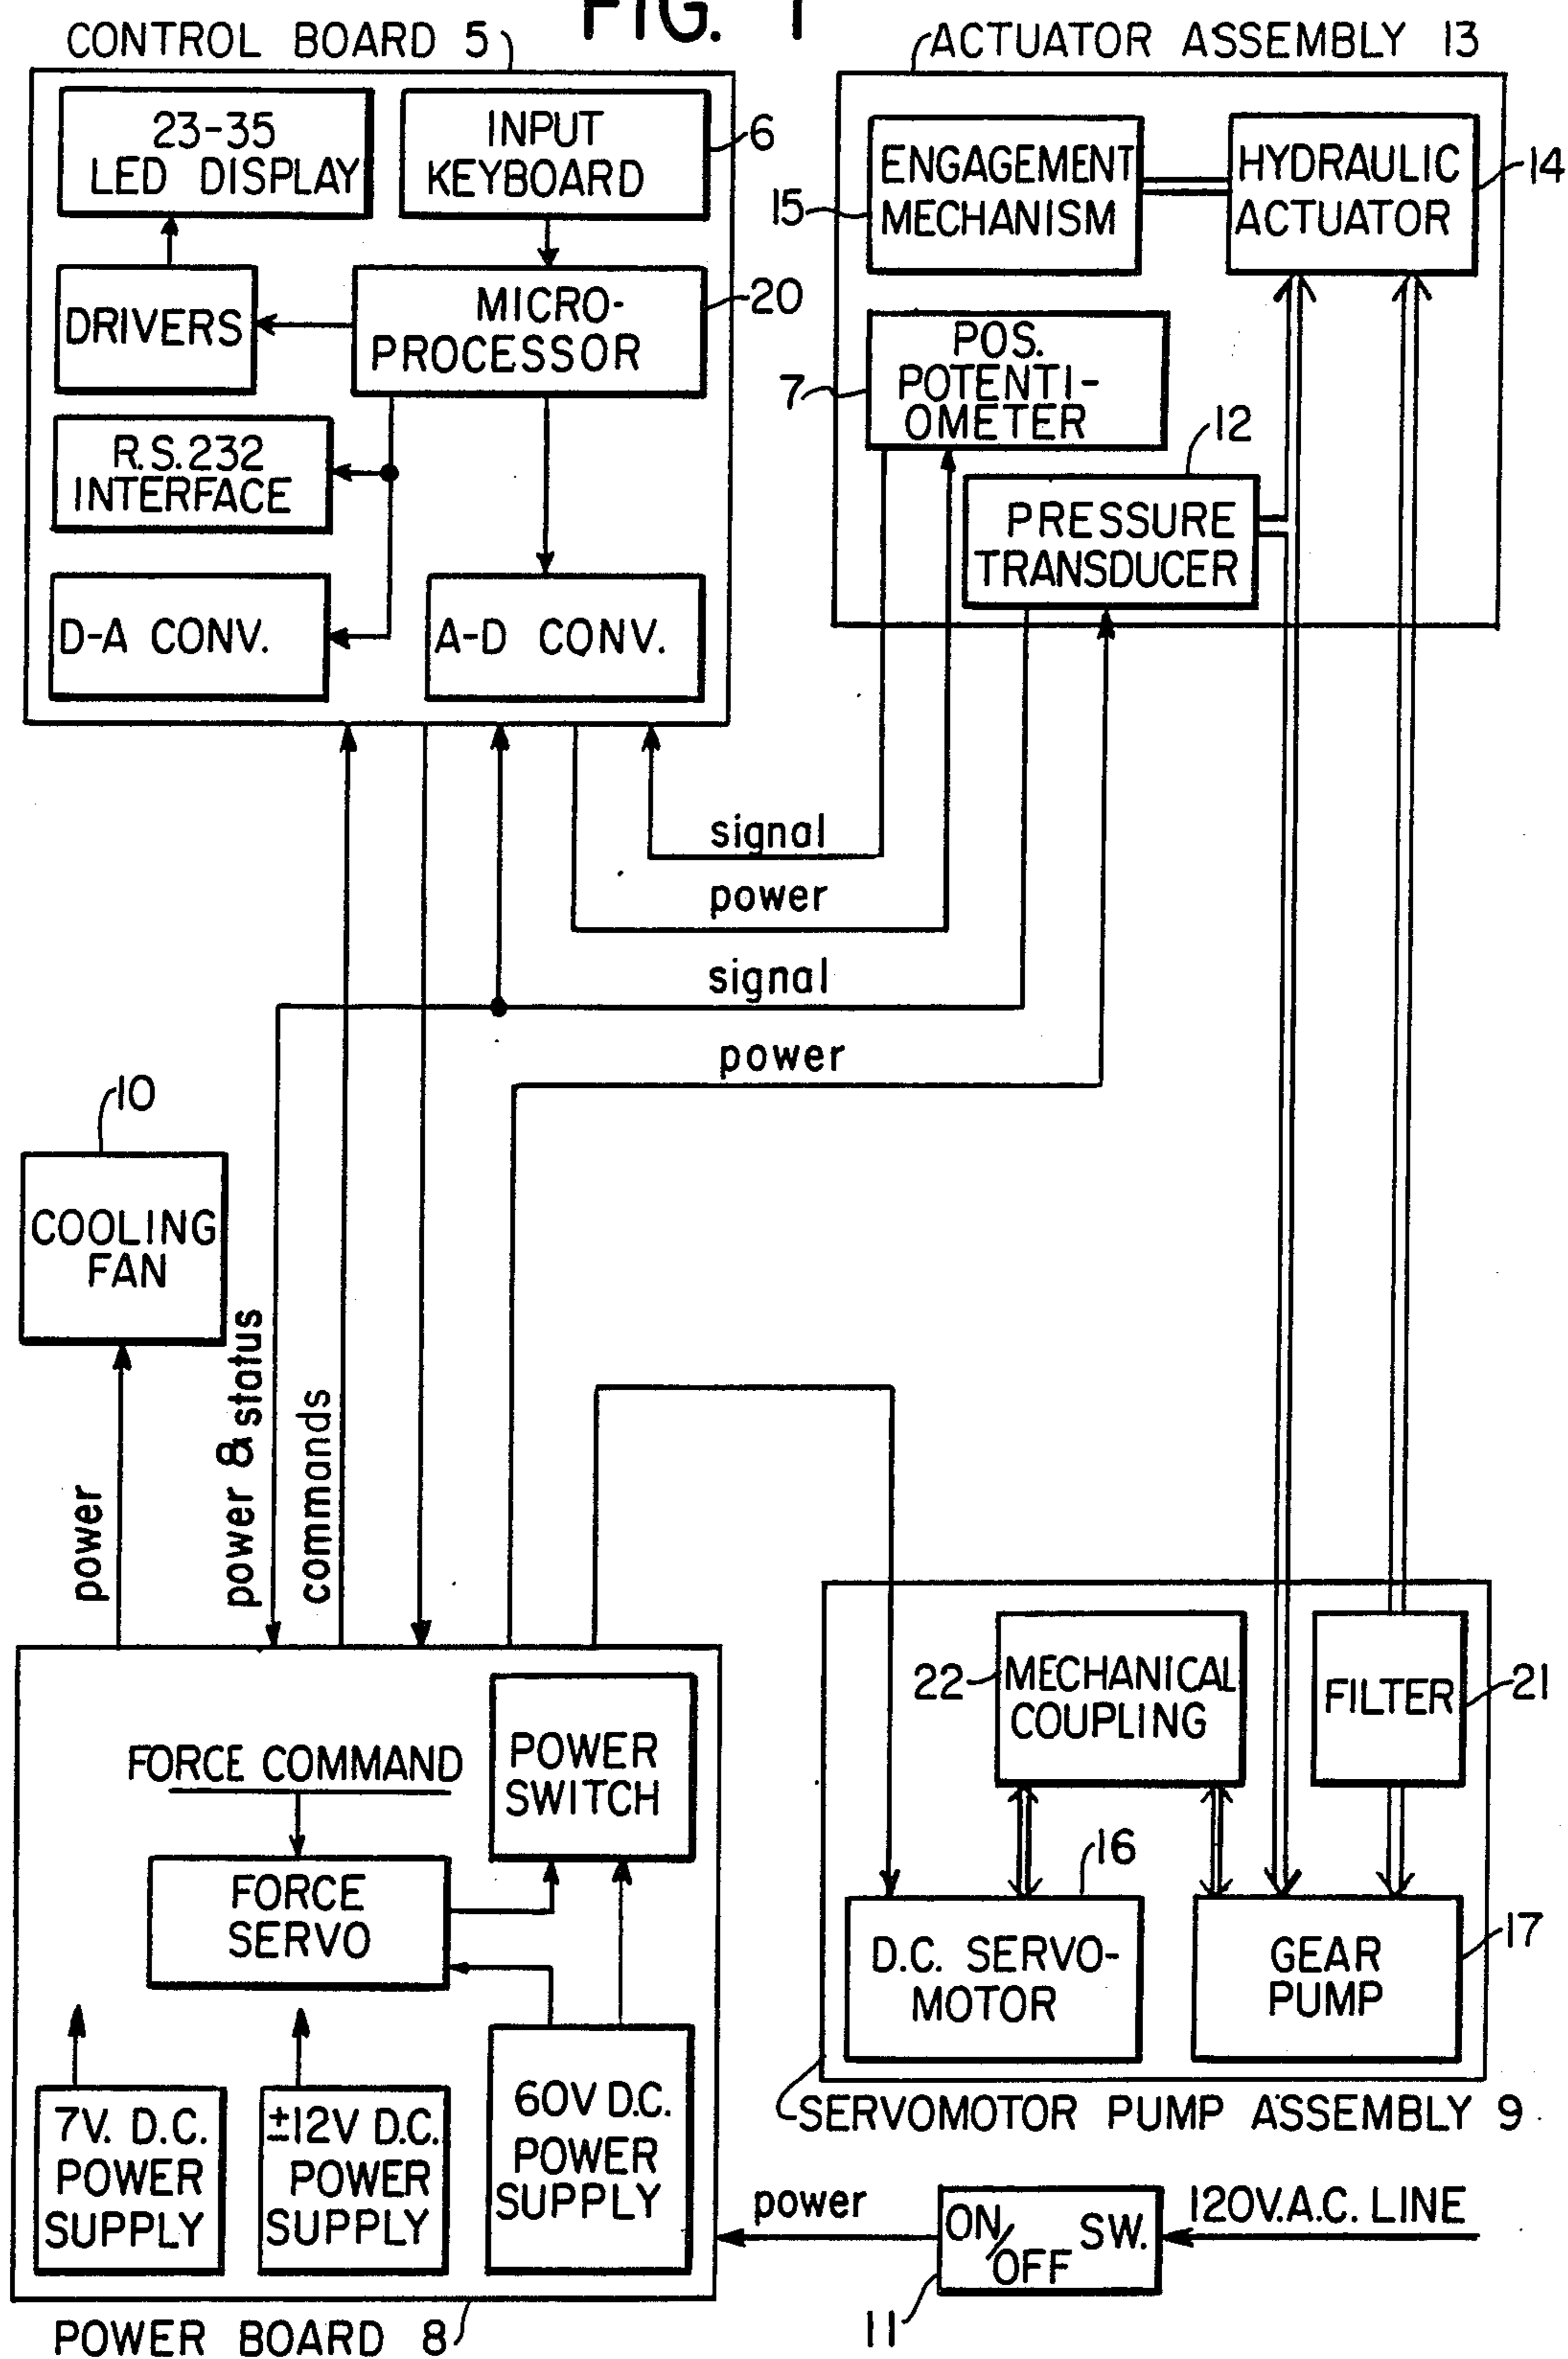 FIG. 1
CONTROL BOARD 5
23-35
LED DISPLAY
INPUT
KEYBOARD
6
DRIVERS
MICRO-
PROCESSOR
20
R.S.232
INTERFACE
D-A CONV.
A-D CONV.
ACTUATOR ASSEMBLY 13
ENGAGEMENT
MECHANISM
15
HYDRAULIC
ACTUATOR
14
POS.
POTENTI-
OMETER
7
12
PRESSURE
TRANSDUCER
signal
power
signal
power
10
COOLING
FAN
power
power & status
commands
FORCE COMMAND
POWER
SWITCH
FORCE
SERVO
7V. D.C.
POWER
SUPPLY
±12V D.C.
POWER
SUPPLY
60V D.C.
POWER
SUPPLY
POWER BOARD 8
22
MECHANICAL
COUPLING
FILTER
21
16
D.C. SERVO-
MOTOR
GEAR
PUMP
17
SERVOMOTOR PUMP ASSEMBLY 9
power
ON/OFF SW.
120V.A.C. LINE
11